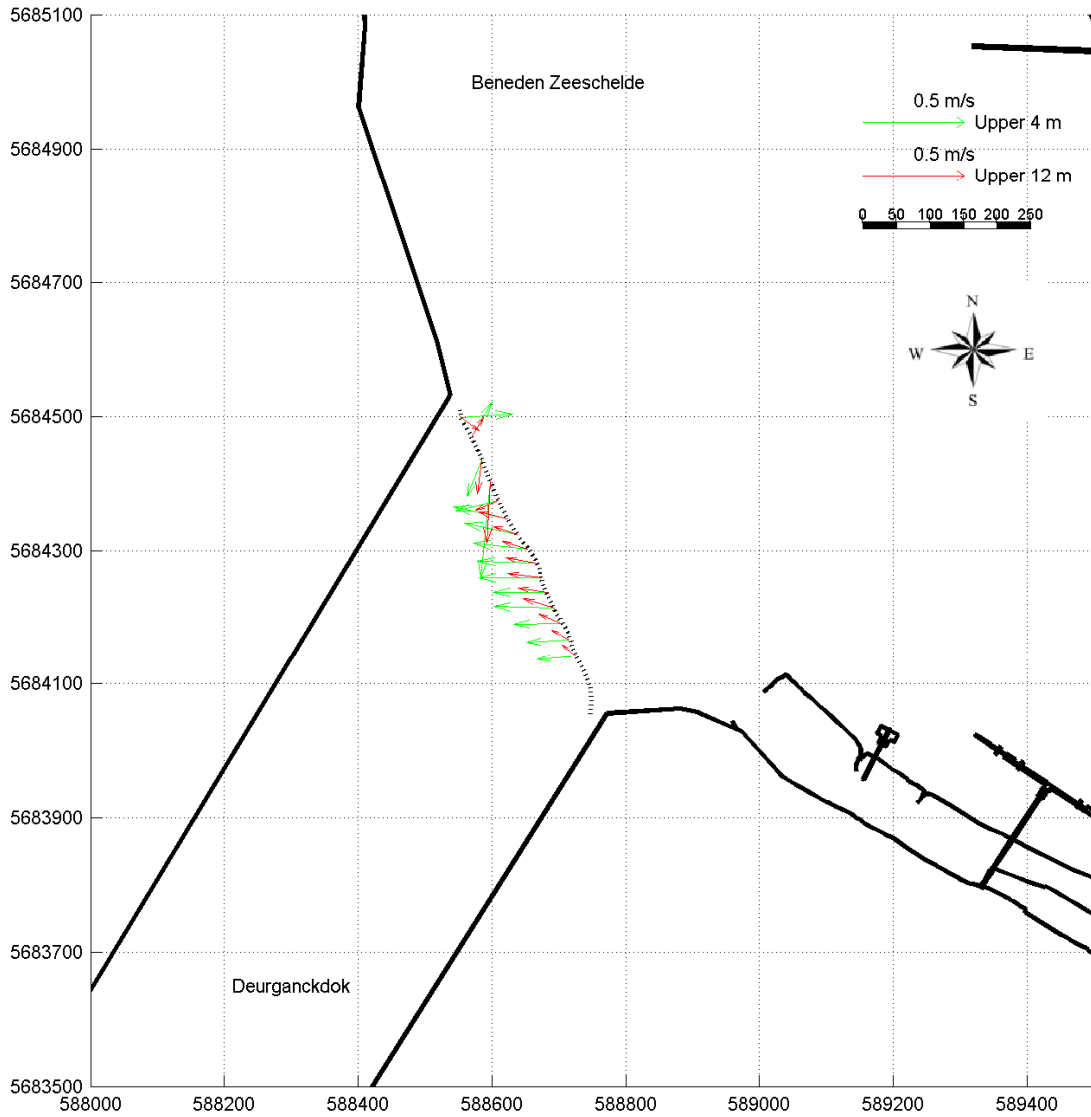 5685100
Beneden Zeeschelde
0.5 m/s
Upper 4 m
5684900
0.5 m/s
Upper 12 m
0 50 100 150 200 250
5684700
N
W E
S
5684500
5684300
5684100
5683900
5683700
Deurganckdok
5683500
588000 588200 588400 588600 588800 589000 589200 589400